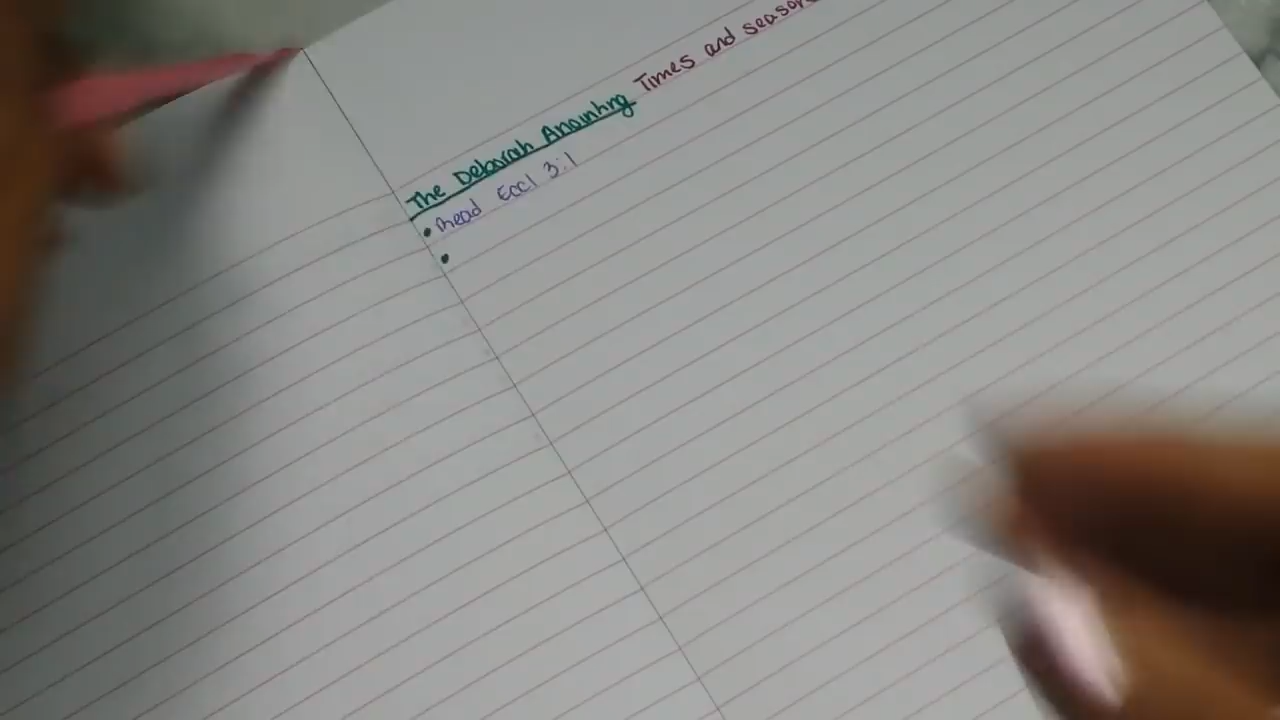 The Deborah Anointing Times and seasons
• Read Eccl 3:1
•